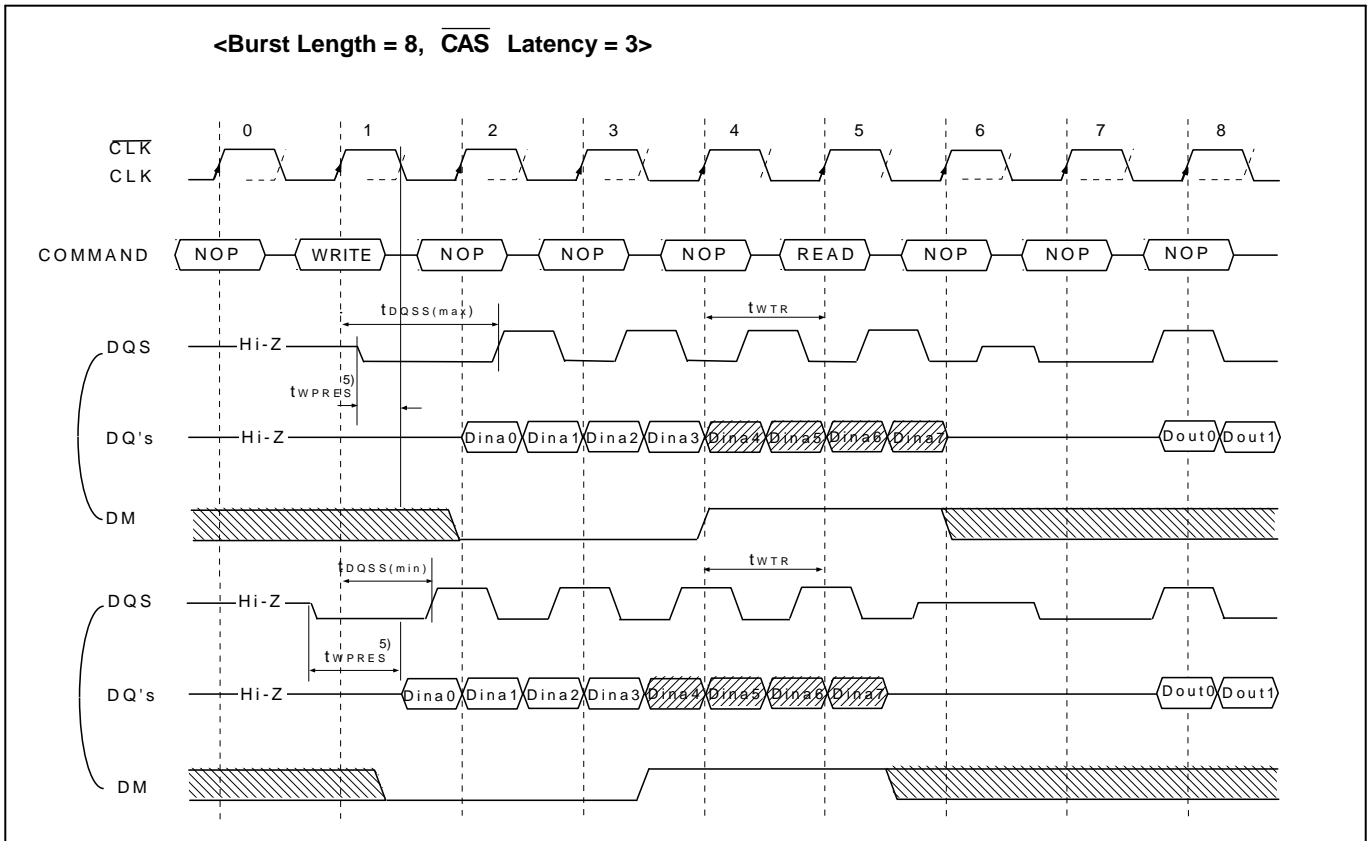 <Burst Length = 8, CAS Latency = 3>
0 1 2 3 4 5 6 7 8
CLK
CLK
COMMAND NOP WRITE NOP NOP NOP READ NOP NOP NOP
tDQSS(max) tWTR
DQS Hi-Z
tWPRES 5)
DQ's Hi-Z Dina0 Dina1 Dina2 Dina3 Dina4 Dina5 Dina6 Dina7 Dout0 Dout1
DM
tDQSS(min) tWTR
DQS Hi-Z
tWPRES 5)
DQ's Hi-Z Dina0 Dina1 Dina2 Dina3 Dina4 Dina5 Dina6 Dina7 Dout0 Dout1
DM